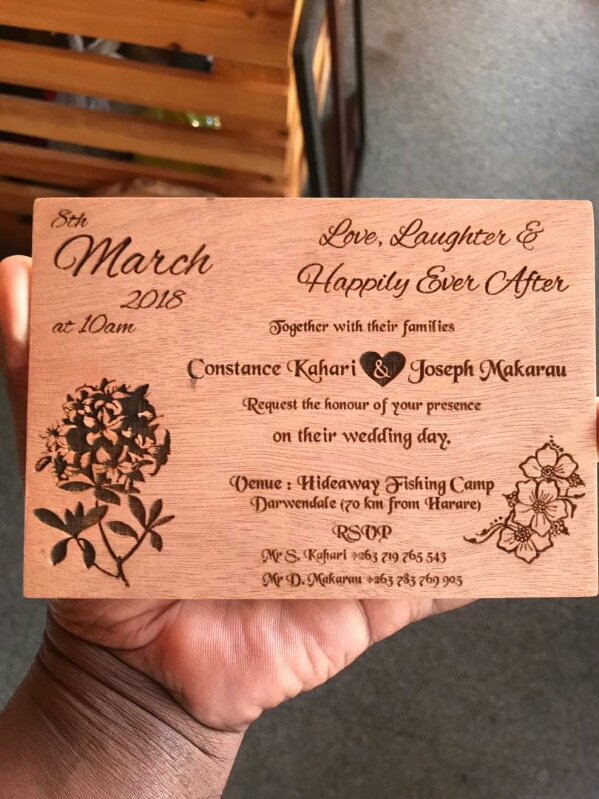 8th
March
2018
at 10am
Love, Laughter &
Happily Ever After
Together with their families
Constance Kahari & Joseph Makarau
Request the honour of your presence
on their wedding day.
Venue : Hideaway Fishing Camp
Darwendale (70 km from Harare)
RSVP
Mr S. Kahari +263 719 765 543
Mr D. Makarau +263 783 769 905